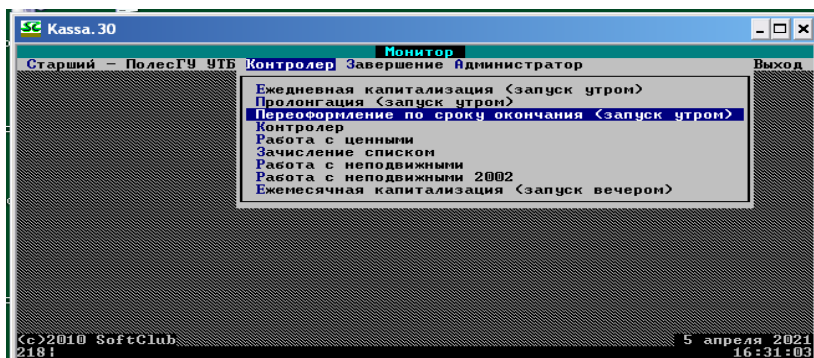 SC Kassa.30
Монитор
Старший – ПолесГУ УТБ Контролер Завершение Администратор Выход
Ежедневная капитализация (запуск утром)
Пролонгация (запуск утром)
Переоформление по сроку окончания (запуск утром)
Контролер
Работа с ценными
Зачисление списком
Работа с неподвижными
Работа с неподвижными 2002
Ежемесячная капитализация (запуск вечером)
(c)2010 SoftClub 5 апреля 2021
218¦ 16:31:03